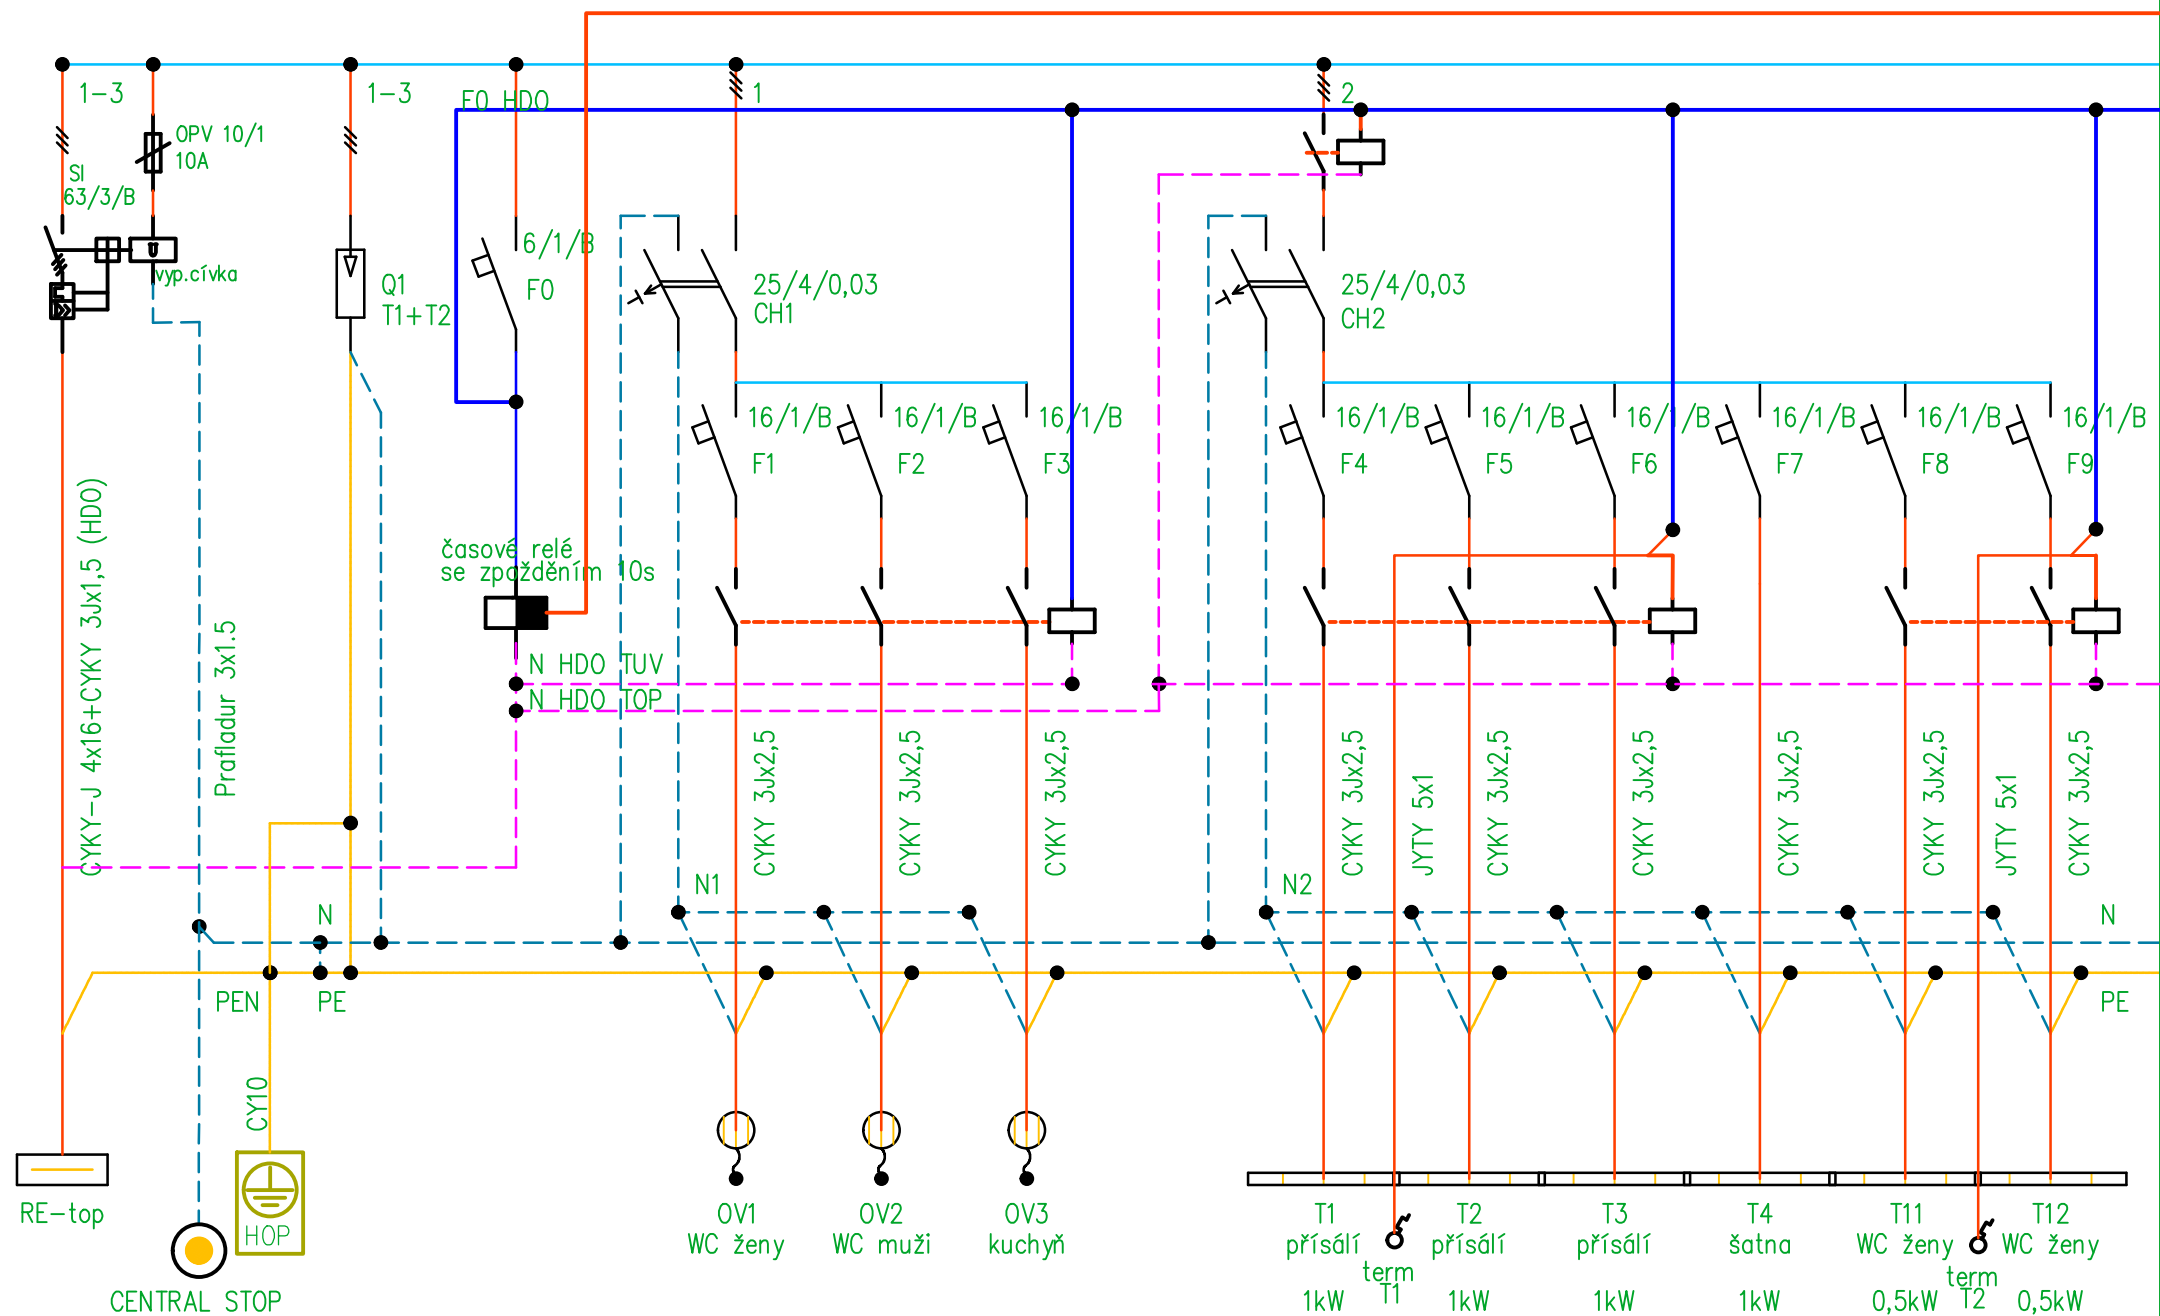 1-3
1-3
F0 HDO
1
2
OPV 10/1
10A
SI
63/3/B
vyp.cívka
U
Q1
T1+T2
6/1/B
F0
25/4/0,03
CH1
25/4/0,03
CH2
16/1/B
F1
16/1/B
F2
16/1/B
F3
16/1/B
F4
16/1/B
F5
16/1/B
F6
16/1/B
F7
16/1/B
F8
16/1/B
F9
časové relé
se zpožděním 10s
N HDO TUV
N HDO TOP
CYKY-J 4x16+CYKY 3Jx1,5 (HDO)
Prafladur 3x1.5
CYKY 3Jx2,5
CYKY 3Jx2,5
CYKY 3Jx2,5
CYKY 3Jx2,5
JYTY 5x1
CYKY 3Jx2,5
CYKY 3Jx2,5
CYKY 3Jx2,5
CYKY 3Jx2,5
JYTY 5x1
CYKY 3Jx2,5
N1
N2
N
N
PEN
PE
PE
CY10
RE-top
HOP
CENTRAL STOP
OV1
WC ženy
OV2
WC muži
OV3
kuchyň
T1
přísálí
1kW
term
T1
T2
přísálí
1kW
T3
přísálí
1kW
T4
šatna
1kW
T11
WC ženy
0,5kW
term
T2
T12
WC ženy
0,5kW